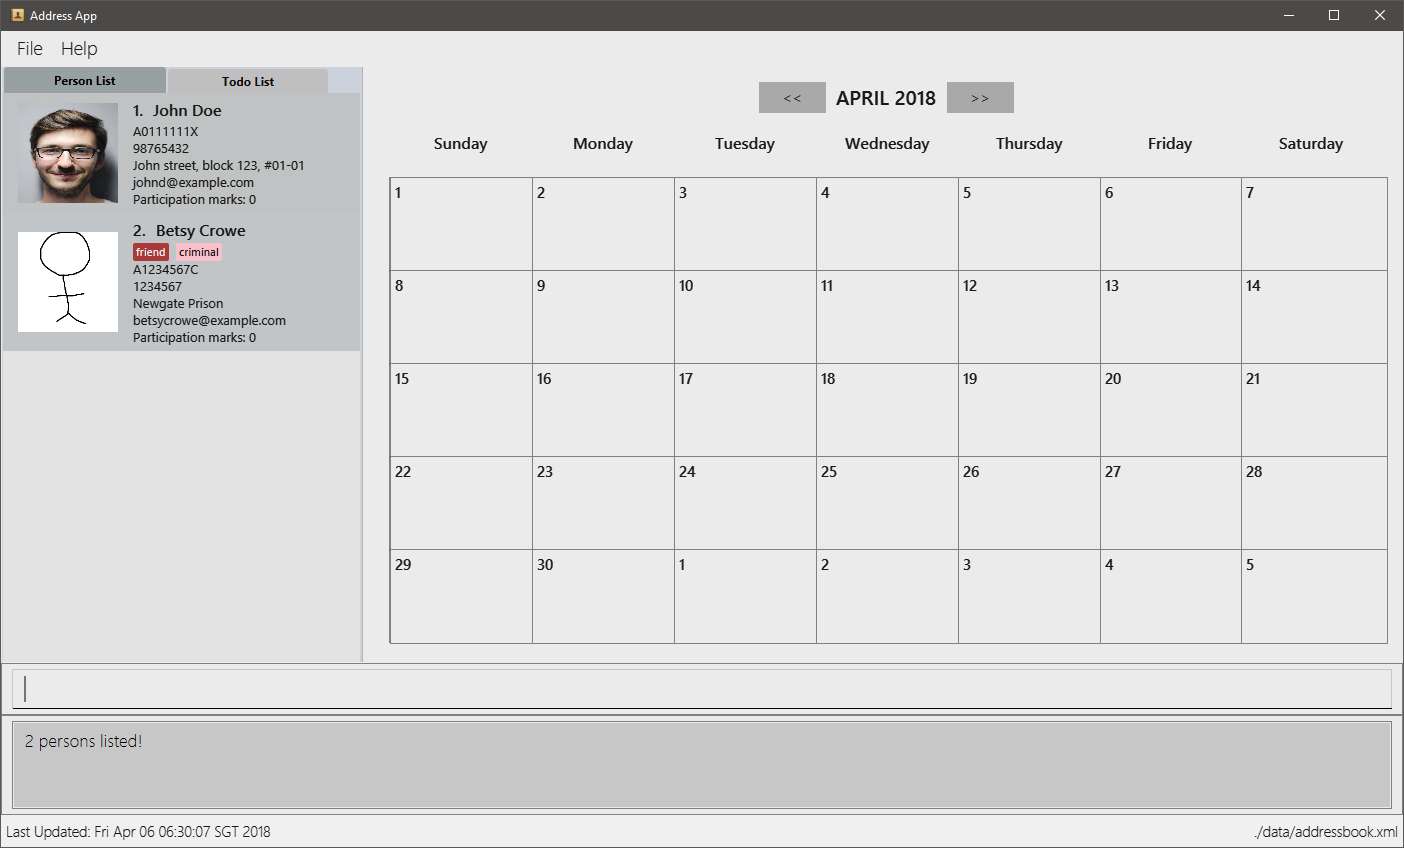 Address App
File Help
Person List Todo List
1. John Doe
A0111111X
98765432
John street, block 123, #01-01
johnd@example.com
Participation marks: 0
2. Betsy Crowe
friend criminal
A1234567C
1234567
Newgate Prison
betsycrowe@example.com
Participation marks: 0
<< APRIL 2018 >>
Sunday Monday Tuesday Wednesday Thursday Friday Saturday
1 2 3 4 5 6 7
8 9 10 11 12 13 14
15 16 17 18 19 20 21
22 23 24 25 26 27 28
29 30 1 2 3 4 5
2 persons listed!
Last Updated: Fri Apr 06 06:30:07 SGT 2018 ./data/addressbook.xml